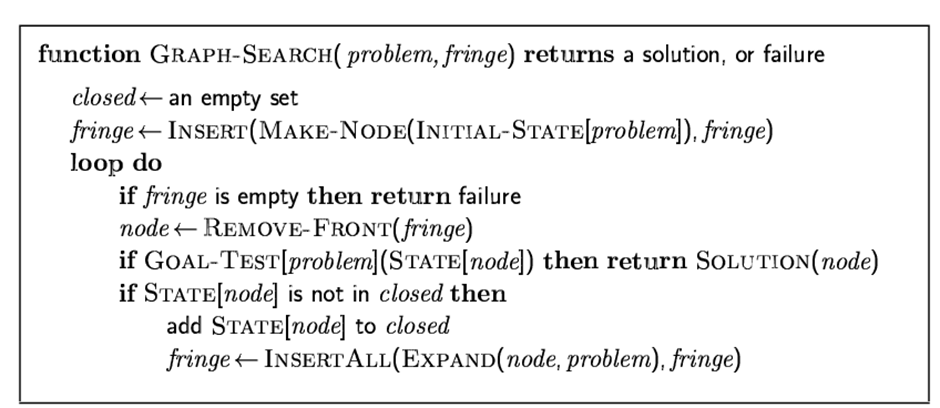 function GRAPH-SEARCH( problem, fringe) returns a solution, or failure
closed ← an empty set
fringe ← INSERT(MAKE-NODE(INITIAL-STATE[problem]), fringe)
loop do
if fringe is empty then return failure
node ← REMOVE-FRONT(fringe)
if GOAL-TEST[problem](STATE[node]) then return SOLUTION(node)
if STATE[node] is not in closed then
add STATE[node] to closed
fringe ← INSERTALL(EXPAND(node, problem), fringe)